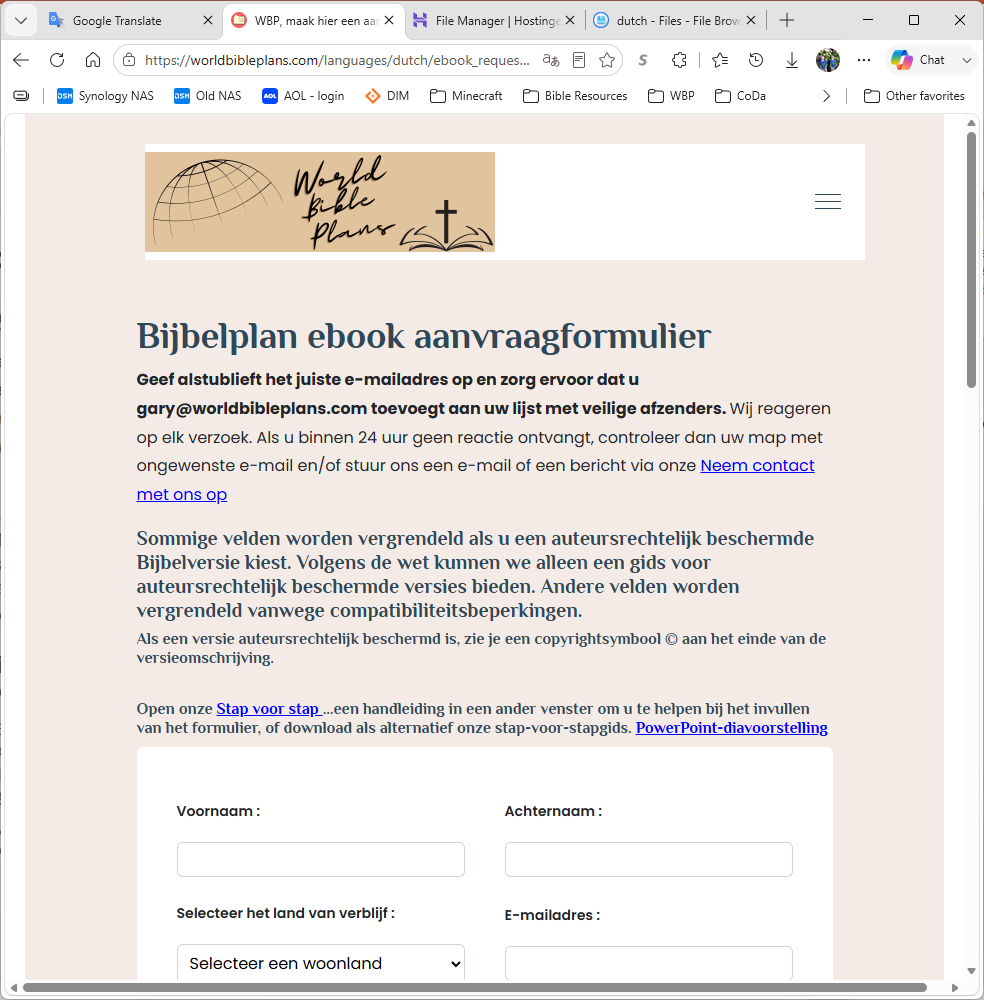 Google Translate
WBP, maak hier een aan
File Manager | Hostinge
dutch - Files - File Brow
https://worldbibleplans.com/languages/dutch/ebook_reques...
Chat
Synology NAS
Old NAS
AOL - login
DIM
Minecraft
Bible Resources
WBP
CoDa
Other favorites
World
Bible
Plans
Bijbelplan ebook aanvraagformulier
Geef alstublieft het juiste e-mailadres op en zorg ervoor dat u
gary@worldbibleplans.com toevoegt aan uw lijst met veilige afzenders. Wij reageren
op elk verzoek. Als u binnen 24 uur geen reactie ontvangt, controleer dan uw map met
ongewenste e-mail en/of stuur ons een e-mail of een bericht via onze Neem contact
met ons op
Sommige velden worden vergrendeld als u een auteursrechtelijk beschermde
Bijbelversie kiest. Volgens de wet kunnen we alleen een gids voor
auteursrechtelijk beschermde versies bieden. Andere velden worden
vergrendeld vanwege compatibiliteitsbeperkingen.
Als een versie auteursrechtelijk beschermd is, zie je een copyrightsymbool © aan het einde van de
versieomschrijving.
Open onze Stap voor stap ...een handleiding in een ander venster om u te helpen bij het invullen
van het formulier, of download als alternatief onze stap-voor-stapgids. PowerPoint-diavoorstelling
Voornaam :
Achternaam :
Selecteer het land van verblijf :
E-mailadres :
Selecteer een woonland